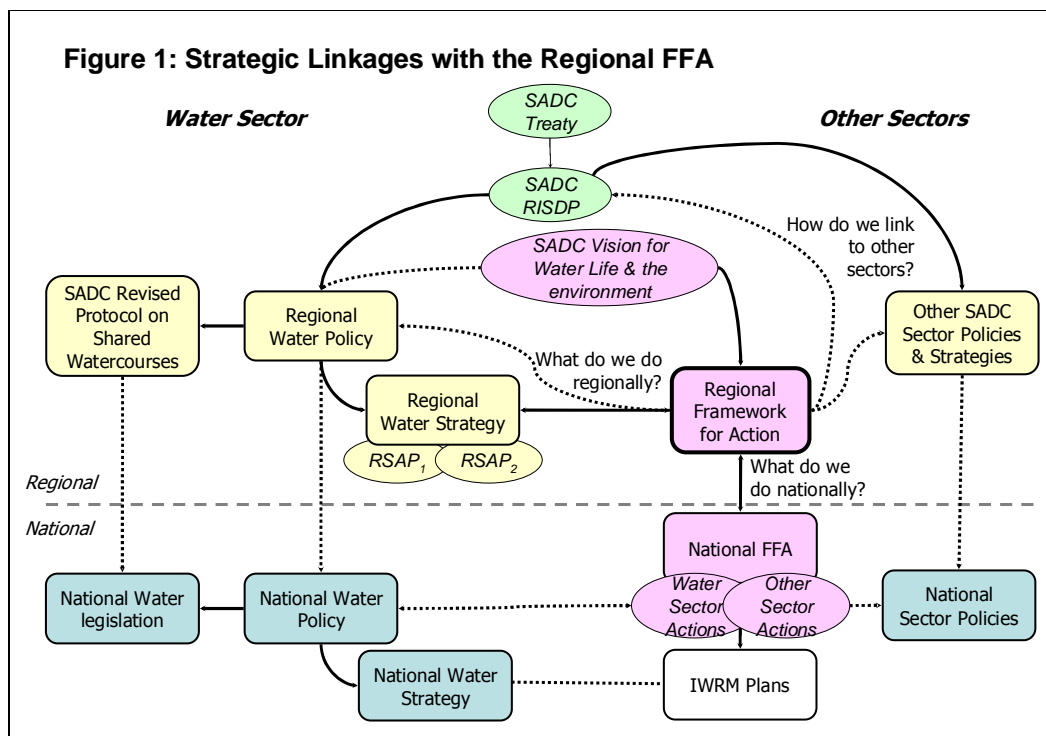 Figure 1: Strategic Linkages with the Regional FFA
Water Sector
SADC
Treaty
Other Sectors
SADC
RISDP
How do we link
to other
sectors?
SADC Vision for
Water Life & the
environment
SADC Revised
Protocol on
Shared
Watercourses
Regional
Water Policy
Other SADC
Sector Policies
& Strategies
What do we do
regionally?
Regional
Water Strategy
Regional
Framework
for Action
RSAP1
RSAP2
What do we
do nationally?
Regional
National
National FFA
Water
Sector
Actions
Other
Sector
Actions
National Water
legislation
National Water
Policy
National
Sector Policies
National Water
Strategy
IWRM Plans